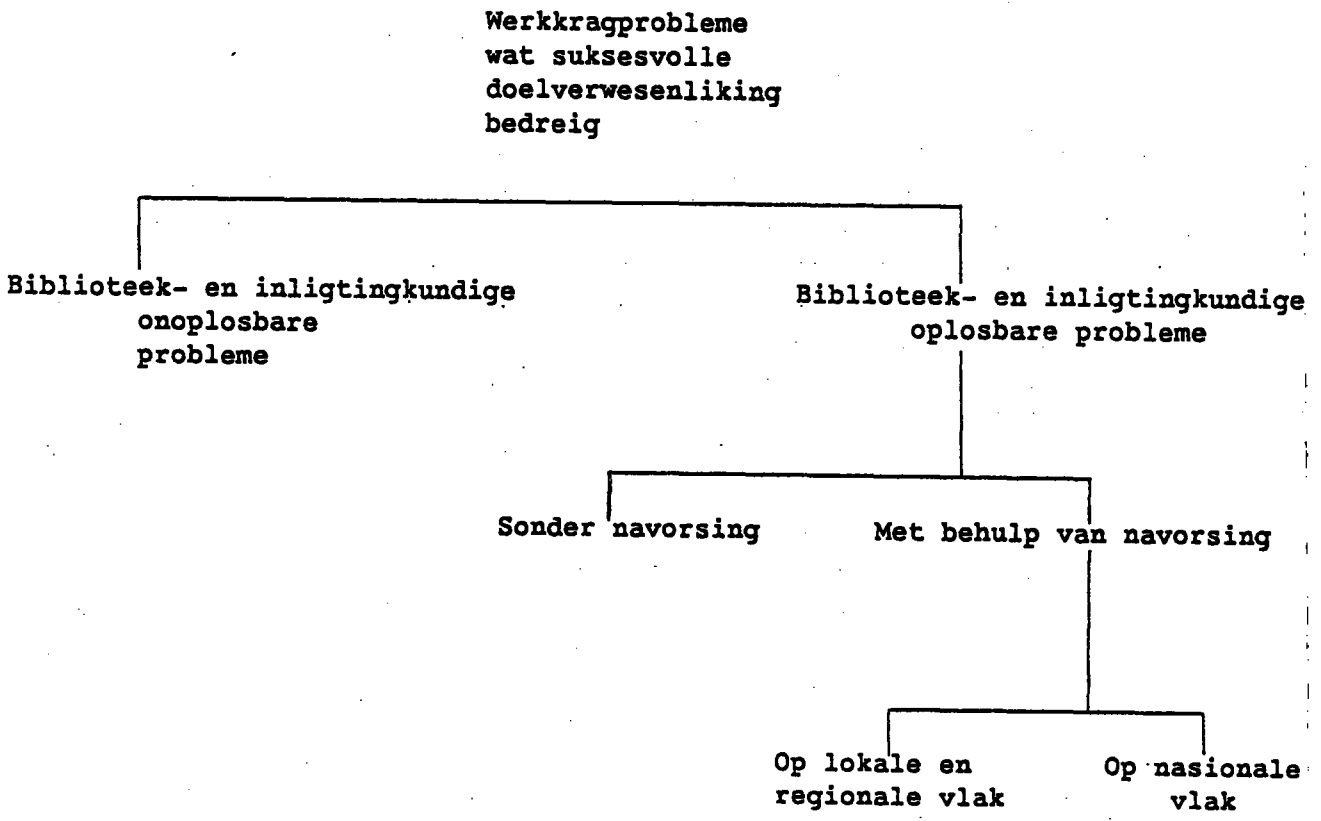 Werkkragprobleme
wat suksesvolle
doelverwesenliking
bedreig
Biblioteek- en inligtingkundige
onoplosbare
probleme
Biblioteek- en inligtingkundige
oplosbare probleme
Sonder navorsing
Met behulp van navorsing
Op lokale en
regionale vlak
Op nasionale
vlak